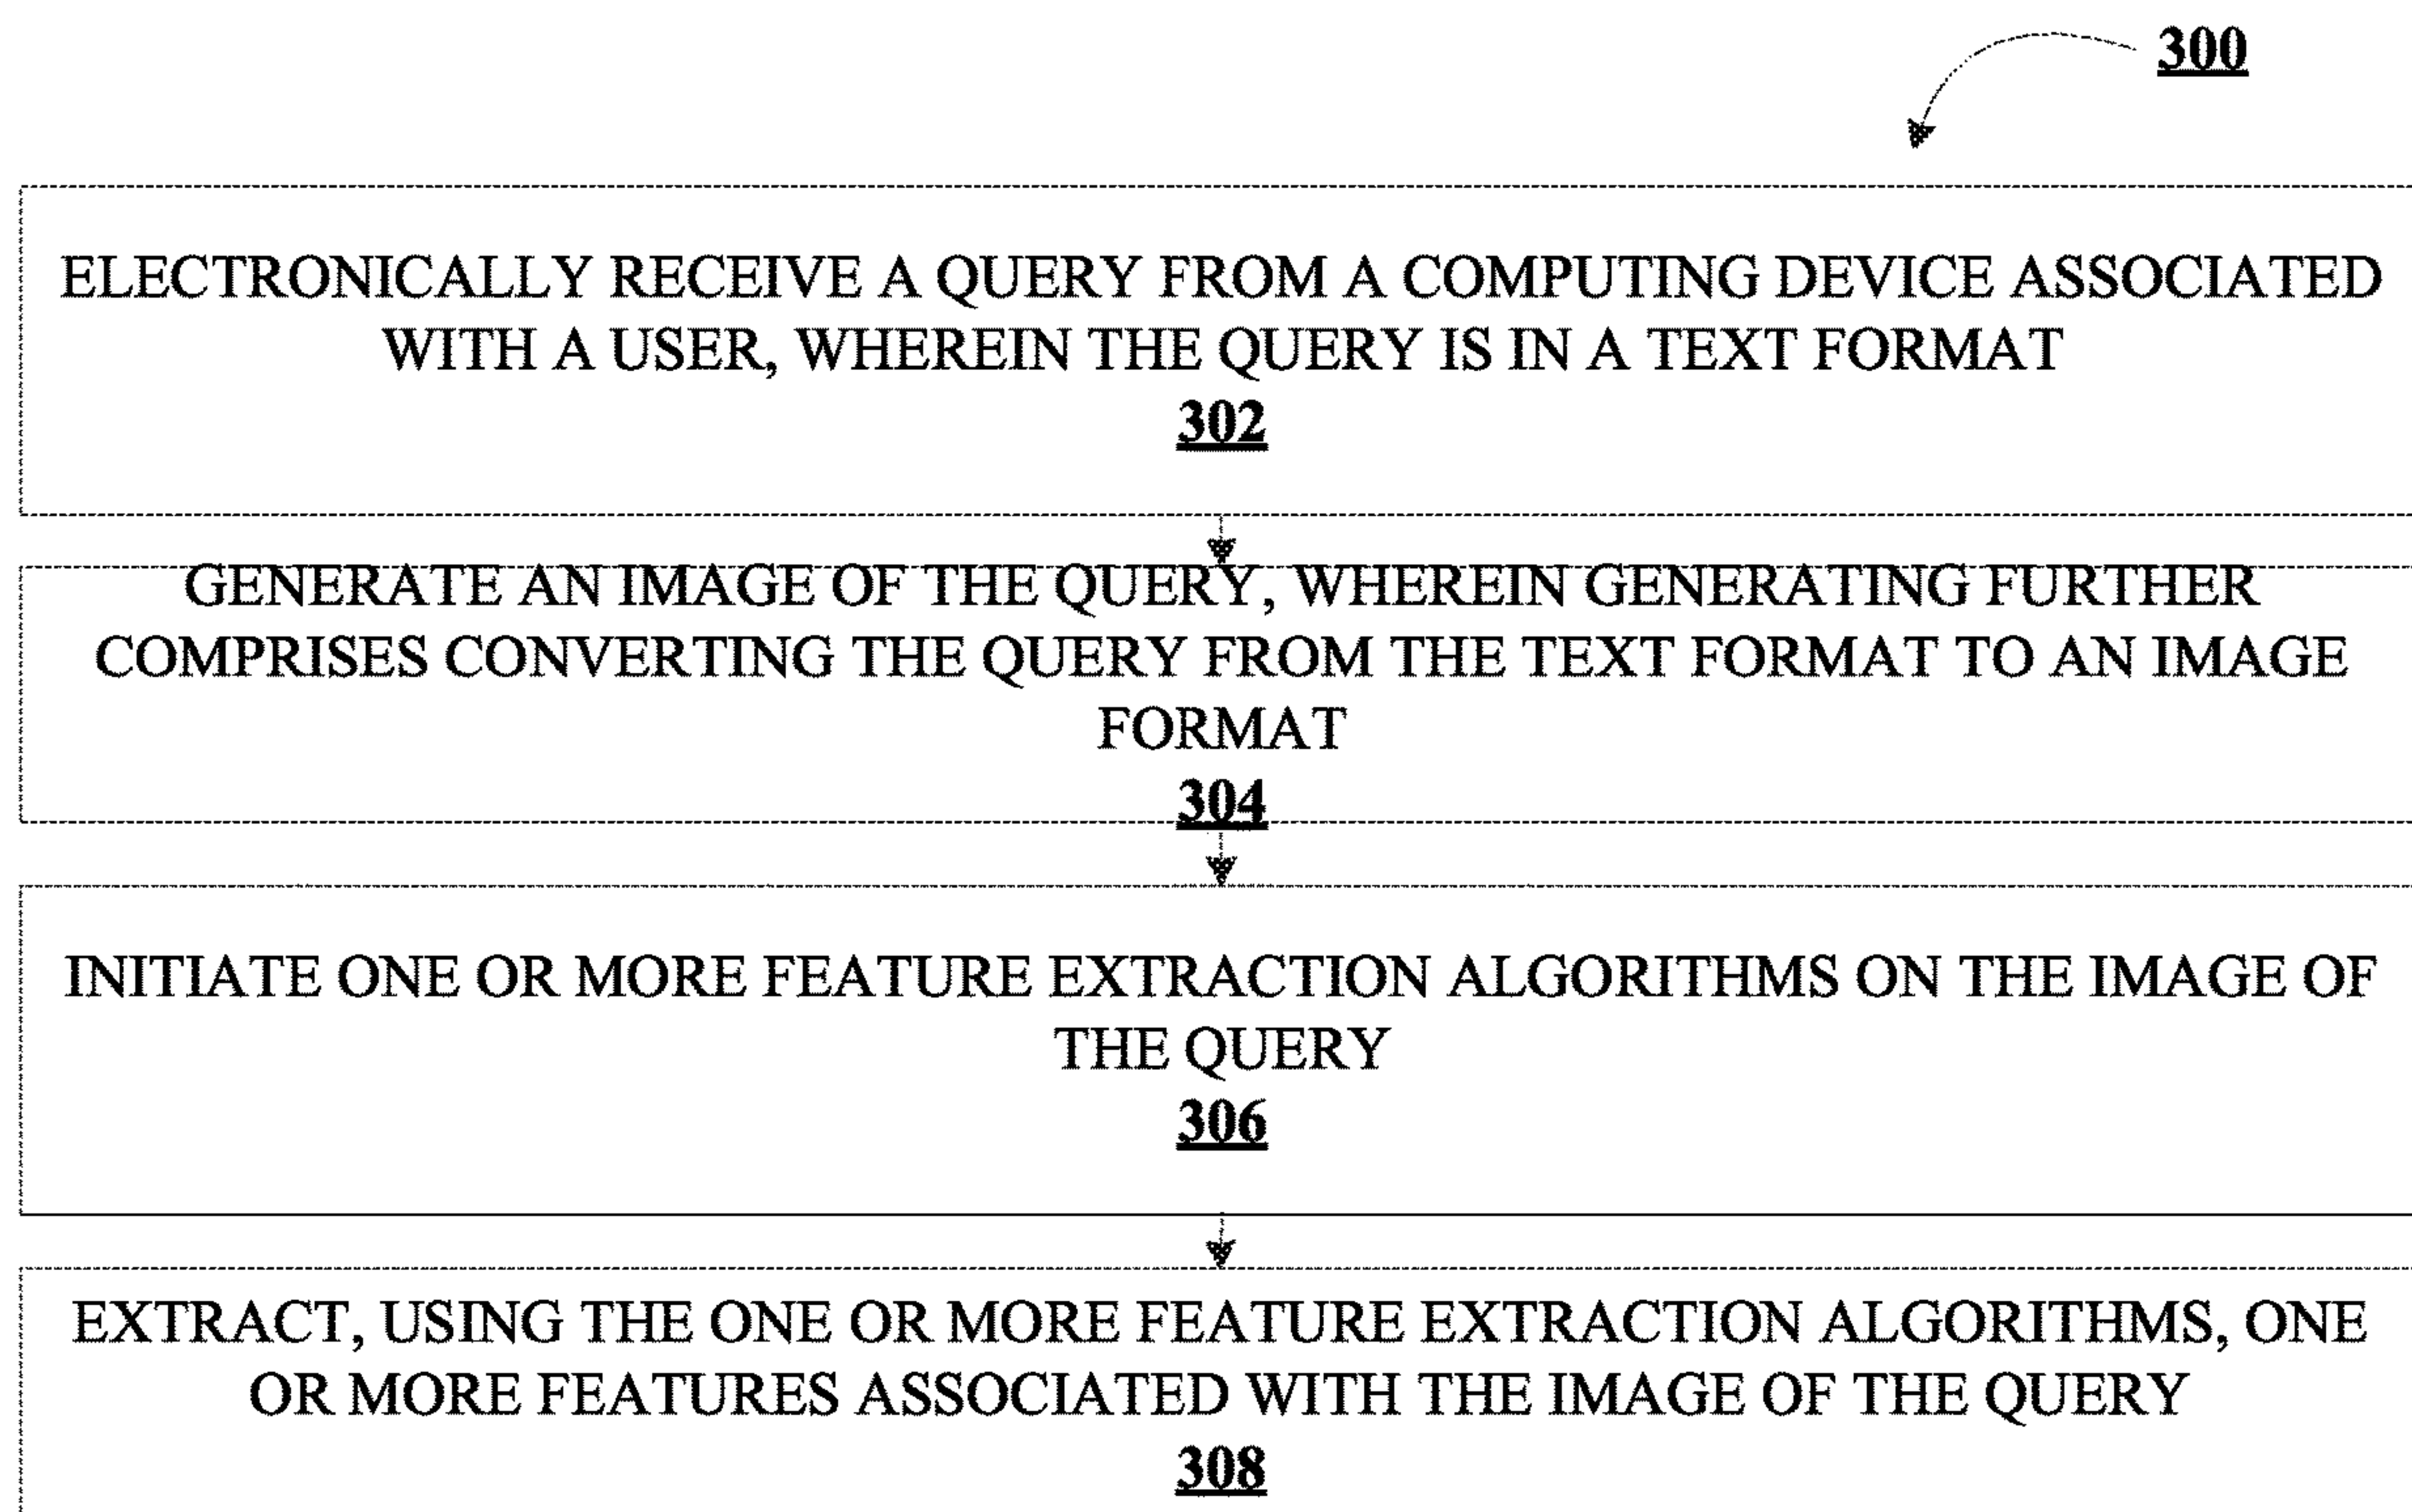 300
ELECTRONICALLY RECEIVE A QUERY FROM A COMPUTING DEVICE ASSOCIATED
WITH A USER, WHEREIN THE QUERY IS IN A TEXT FORMAT
302
GENERATE AN IMAGE OF THE QUERY, WHEREIN GENERATING FURTHER
COMPRISES CONVERTING THE QUERY FROM THE TEXT FORMAT TO AN IMAGE
FORMAT
304
INITIATE ONE OR MORE FEATURE EXTRACTION ALGORITHMS ON THE IMAGE OF
THE QUERY
306
EXTRACT, USING THE ONE OR MORE FEATURE EXTRACTION ALGORITHMS, ONE
OR MORE FEATURES ASSOCIATED WITH THE IMAGE OF THE QUERY
308